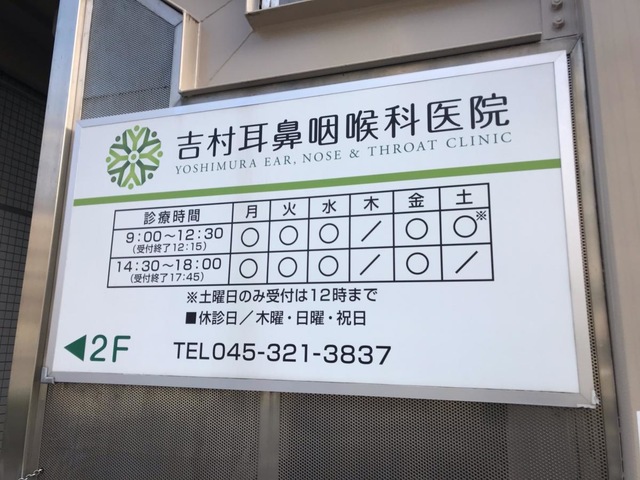 吉村耳鼻咽喉科医院
YOSHIMURA EAR, NOSE & THROAT CLINIC
診療時間 月 火 水 木 金 土
9:00～12:30 (受付終了12:15) ○ ○ ○ ／ ○ ○※
14:30～18:00 (受付終了17:45) ○ ○ ○ ／ ○ ／
※土曜日のみ受付は12時まで
■休診日／木曜・日曜・祝日
◀2F TEL045-321-3837